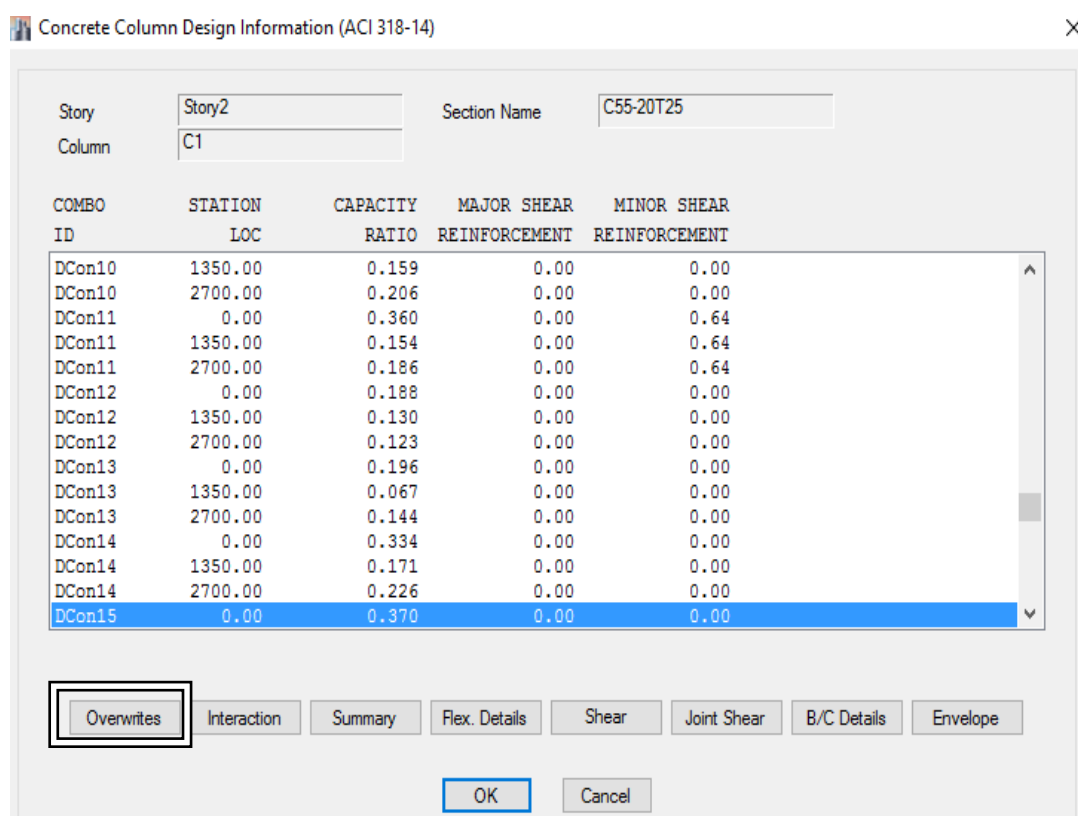 Concrete Column Design Information (ACI 318-14)
Story Story2 Section Name C55-20T25
Column C1
COMBO STATION CAPACITY MAJOR SHEAR MINOR SHEAR
ID LOC RATIO REINFORCEMENT REINFORCEMENT
DCon10 1350.00 0.159 0.00 0.00
DCon10 2700.00 0.206 0.00 0.00
DCon11 0.00 0.360 0.00 0.64
DCon11 1350.00 0.154 0.00 0.64
DCon11 2700.00 0.186 0.00 0.64
DCon12 0.00 0.188 0.00 0.00
DCon12 1350.00 0.130 0.00 0.00
DCon12 2700.00 0.123 0.00 0.00
DCon13 0.00 0.196 0.00 0.00
DCon13 1350.00 0.067 0.00 0.00
DCon13 2700.00 0.144 0.00 0.00
DCon14 0.00 0.334 0.00 0.00
DCon14 1350.00 0.171 0.00 0.00
DCon14 2700.00 0.226 0.00 0.00
DCon15 0.00 0.370 0.00 0.00
Overwrites Interaction Summary Flex. Details Shear Joint Shear B/C Details Envelope
OK Cancel